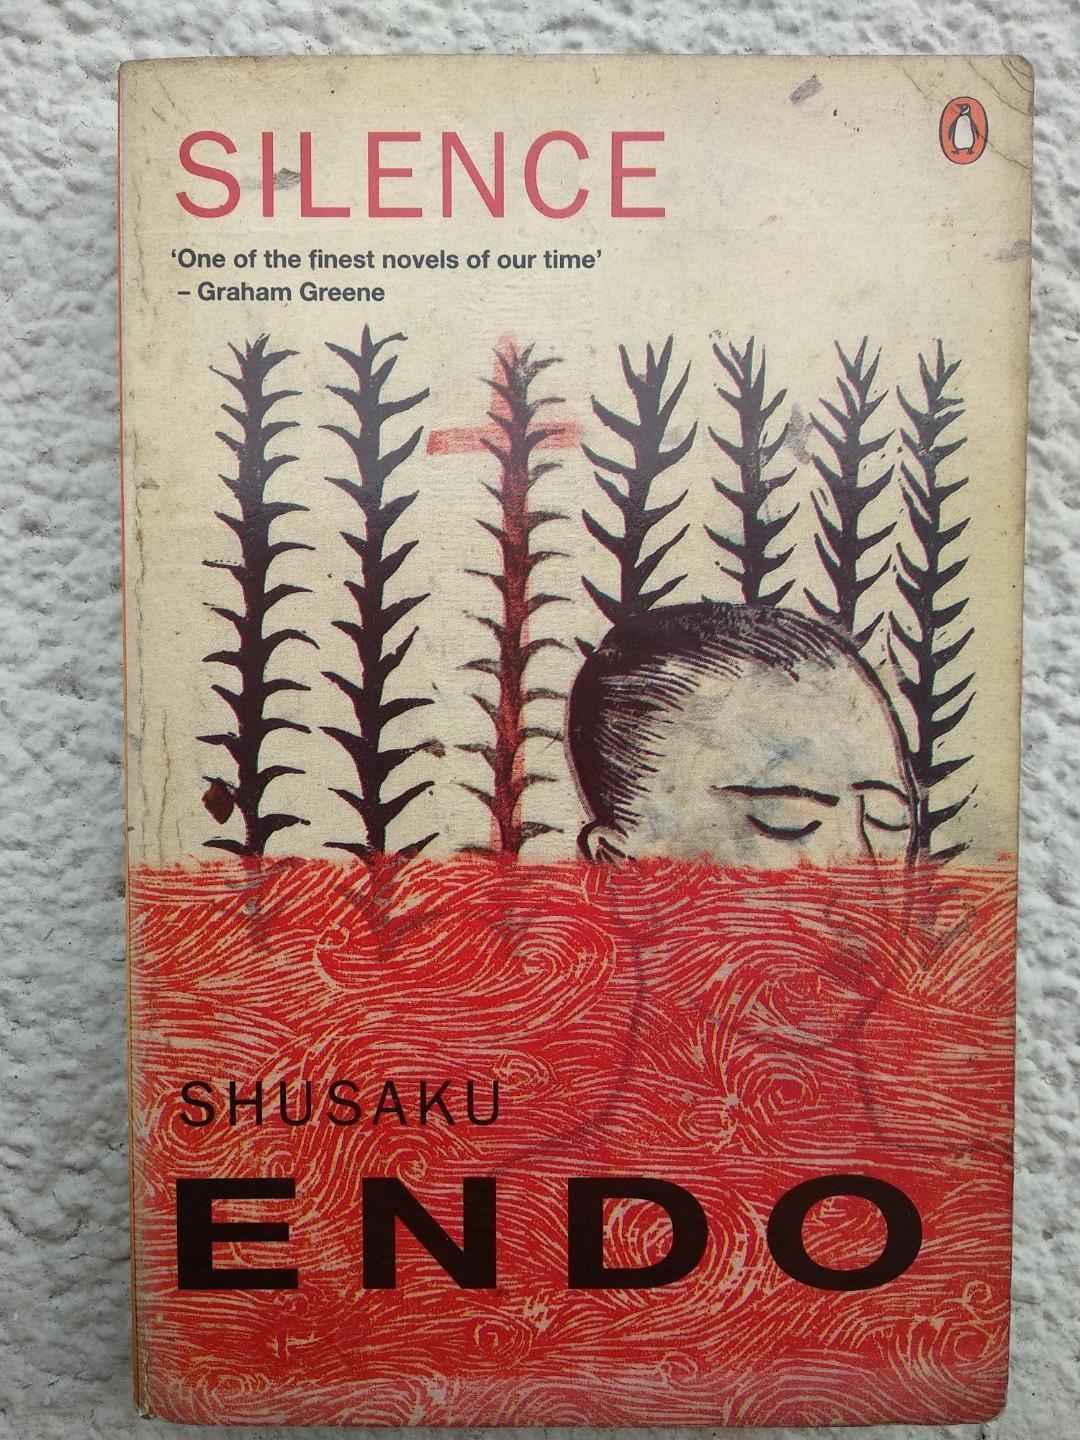 SILENCE
‘One of the finest novels of our time’
– Graham Greene
SHUSAKU
ENDO